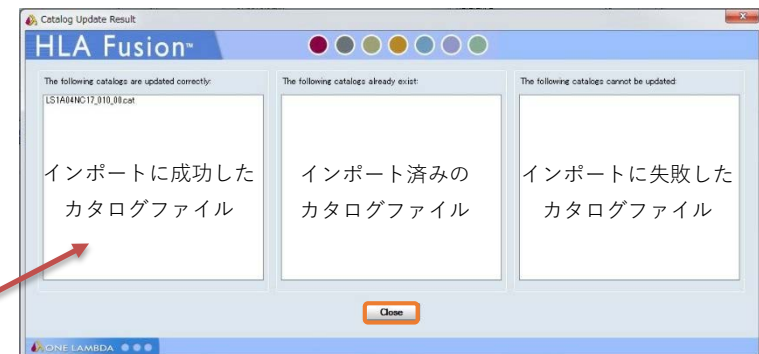 Catalog Update Result
HLA Fusion™
The following catalogs are updated correctly:
The following catalogs already exist:
The following catalogs cannot be updated:
LS1A04NC17_010_00.cat
インポートに成功した
カタログファイル
インポート済みの
カタログファイル
インポートに失敗した
カタログファイル
Close
ONE LAMBDA